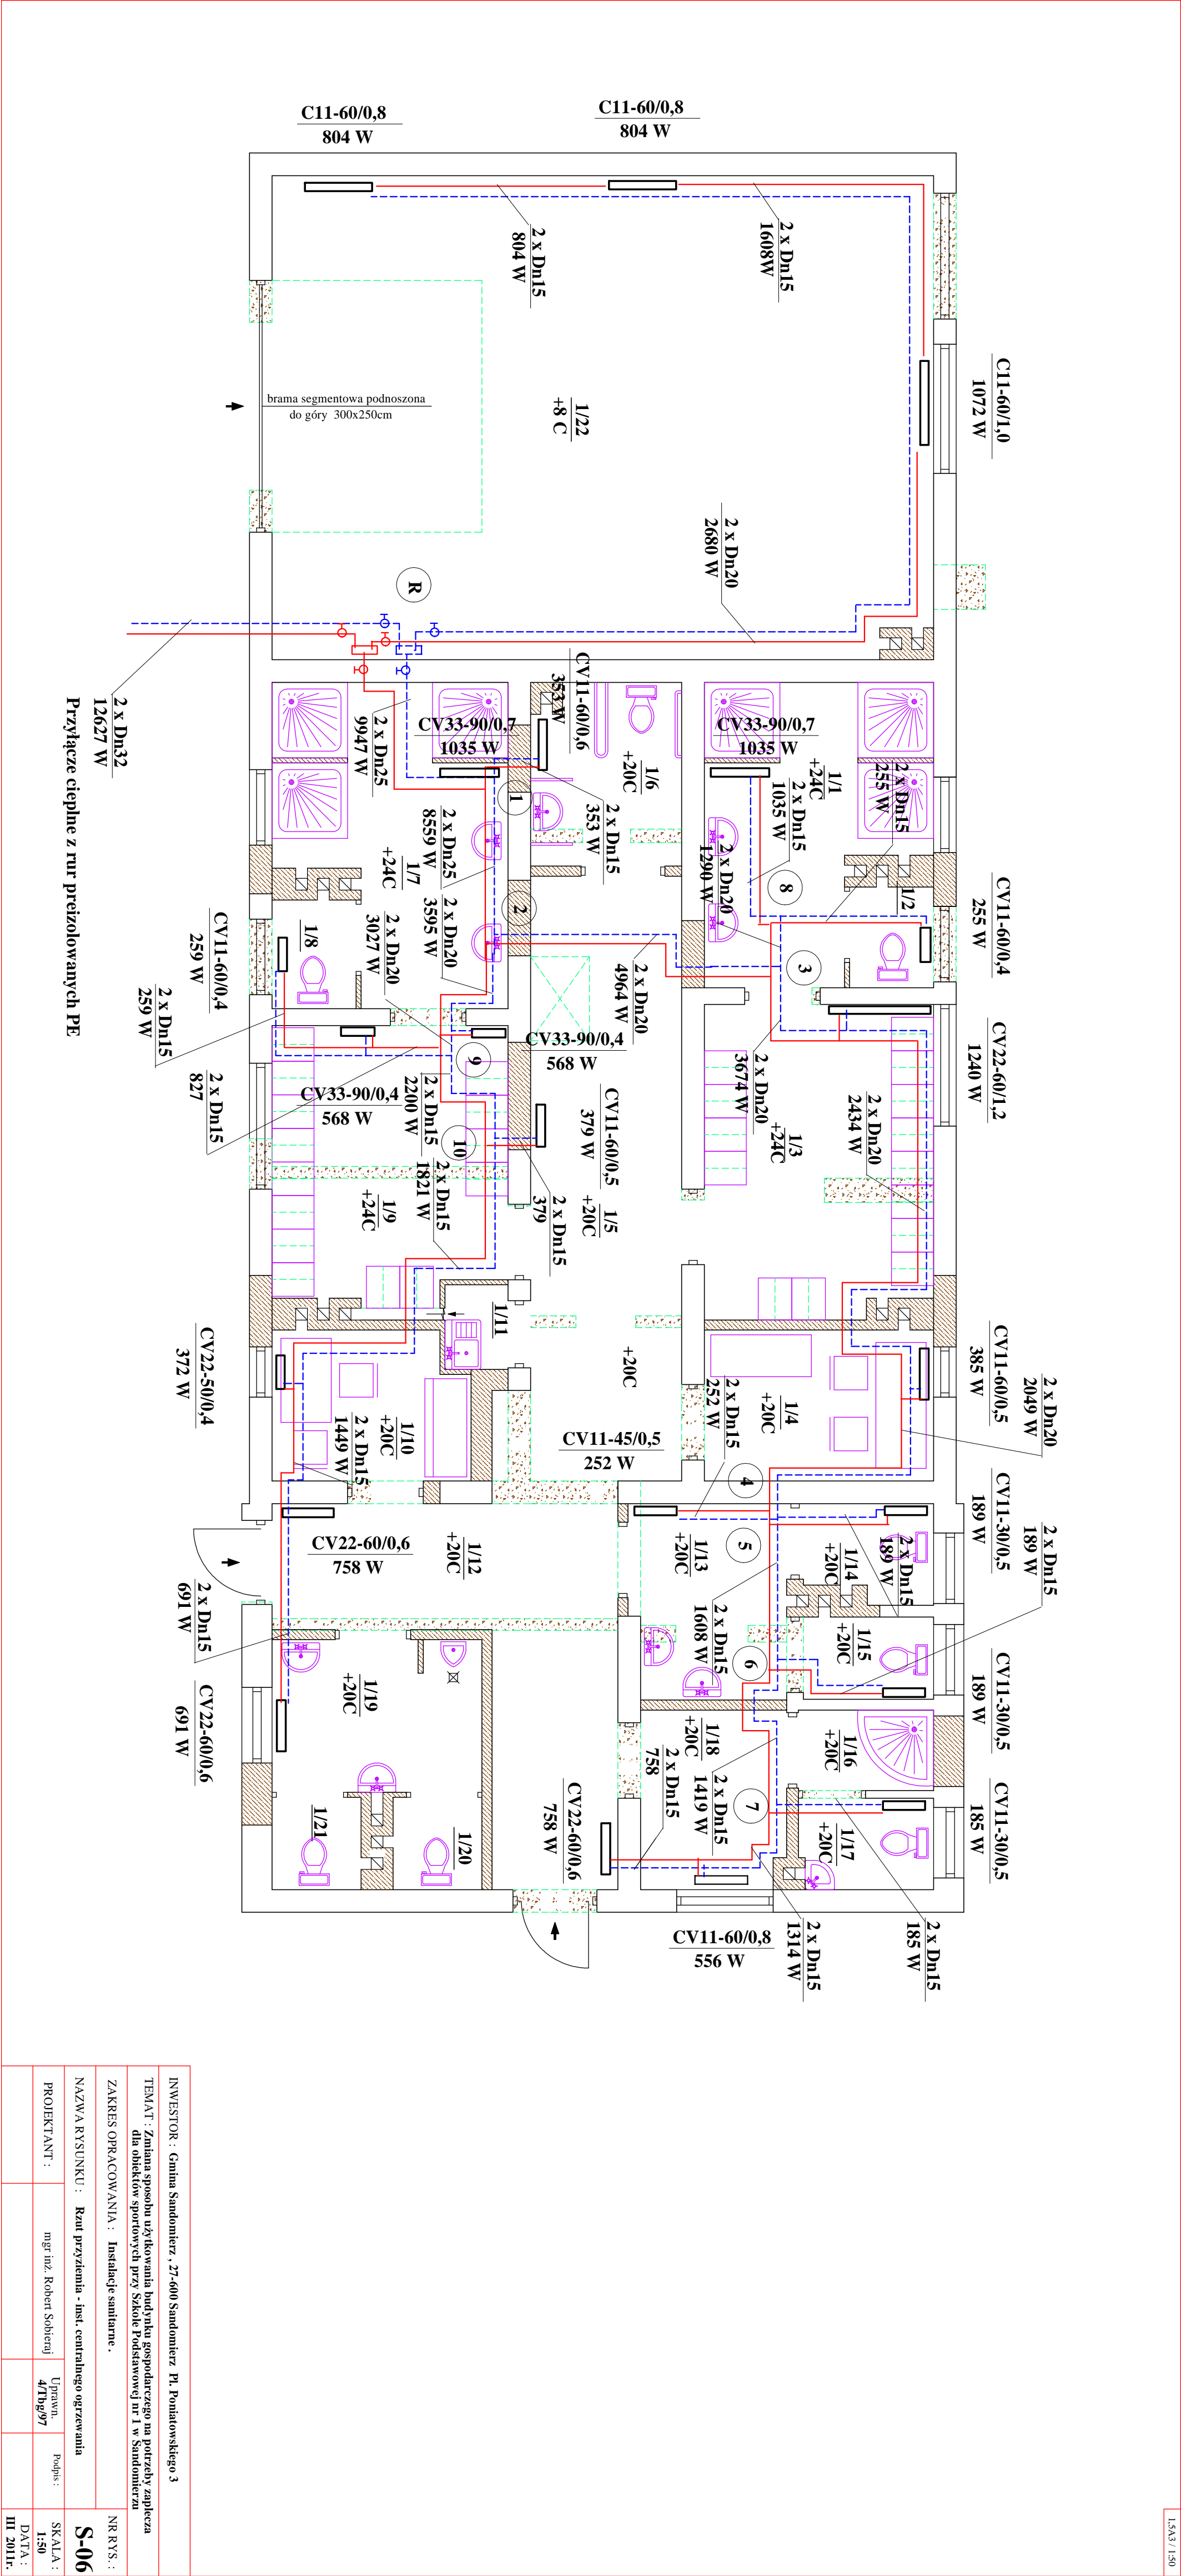 1,5A3 / 1:50
C11-60/0,8
804 W
C11-60/0,8
804 W
2 x Dn15
804 W
2 x Dn15
1608W
C11-60/1,0
1072 W
1/22
+8 C
brama segmentowa podnoszona
do góry 300x250cm
2 x Dn20
2680 W
R
2 x Dn32
12627 W
Przyłącze cieplne z rur preizolowanych PE
2 x Dn25
9947 W
CV33-90/0,7
1035 W
CV11-60/0,6
353 W
1/6
+20C
CV33-90/0,7
1035 W
1/1
+24C
2 x Dn15
255 W
2 x Dn15
1035 W
2 x Dn15
353 W
1
2 x Dn25
8559 W
1/7
+24C
2 x Dn20
1290 W
8
1/2
CV11-60/0,4
255 W
2
2 x Dn20
3595 W
2 x Dn20
3027 W
1/8
CV11-60/0,4
259 W
2 x Dn15
259 W
2 x Dn20
4964 W
3
CV33-90/0,4
568 W
CV22-60/1,2
1240 W
9
2 x Dn15
2200 W
CV33-90/0,4
568 W
2 x Dn15
827
CV11-60/0,5
379 W
2 x Dn20
3674 W
1/3
+24C
2 x Dn20
2434 W
10
2 x Dn15
1821 W
1/9
+24C
2 x Dn15
379
1/5
+20C
1/11
CV22-50/0,4
372 W
+20C
CV11-60/0,5
385 W
2 x Dn20
2049 W
1/4
+20C
2 x Dn15
252 W
1/10
+20C
2 x Dn15
1449 W
CV11-45/0,5
252 W
4
CV11-30/0,5
189 W
2 x Dn15
189 W
CV22-60/0,6
758 W
1/12
+20C
1/13
+20C
5
1/14
+20C
2 x Dn15
189 W
2 x Dn15
691 W
2 x Dn15
1608 W
6
1/15
+20C
CV11-30/0,5
189 W
CV22-60/0,6
691 W
1/19
+20C
1/18
+20C
1/16
+20C
2 x Dn15
758
2 x Dn15
1419 W
7
CV11-30/0,5
185 W
CV22-60/0,6
758 W
1/17
+20C
1/21
1/20
CV11-60/0,8
556 W
2 x Dn15
1314 W
2 x Dn15
185 W
INWESTOR : Gmina Sandomierz , 27-600 Sandomierz Pl. Poniatowskiego 3
TEMAT : Zmiana sposobu użytkowania budynku gospodarczego na potrzeby zaplecza
dla obiektów sportowych przy Szkole Podstawowej nr 1 w Sandomierzu
ZAKRES OPRACOWANIA : Instalacje sanitarne .
NR RYS. :
NAZWA RYSUNKU : Rzut przyziemia - inst. centralnego ogrzewania
S-06
PROJEKTANT :
mgr inż. Robert Sobieraj
Uprawn.
4/Tbg/97
Podpis :
SKALA :
1:50
DATA :
III 2011r.